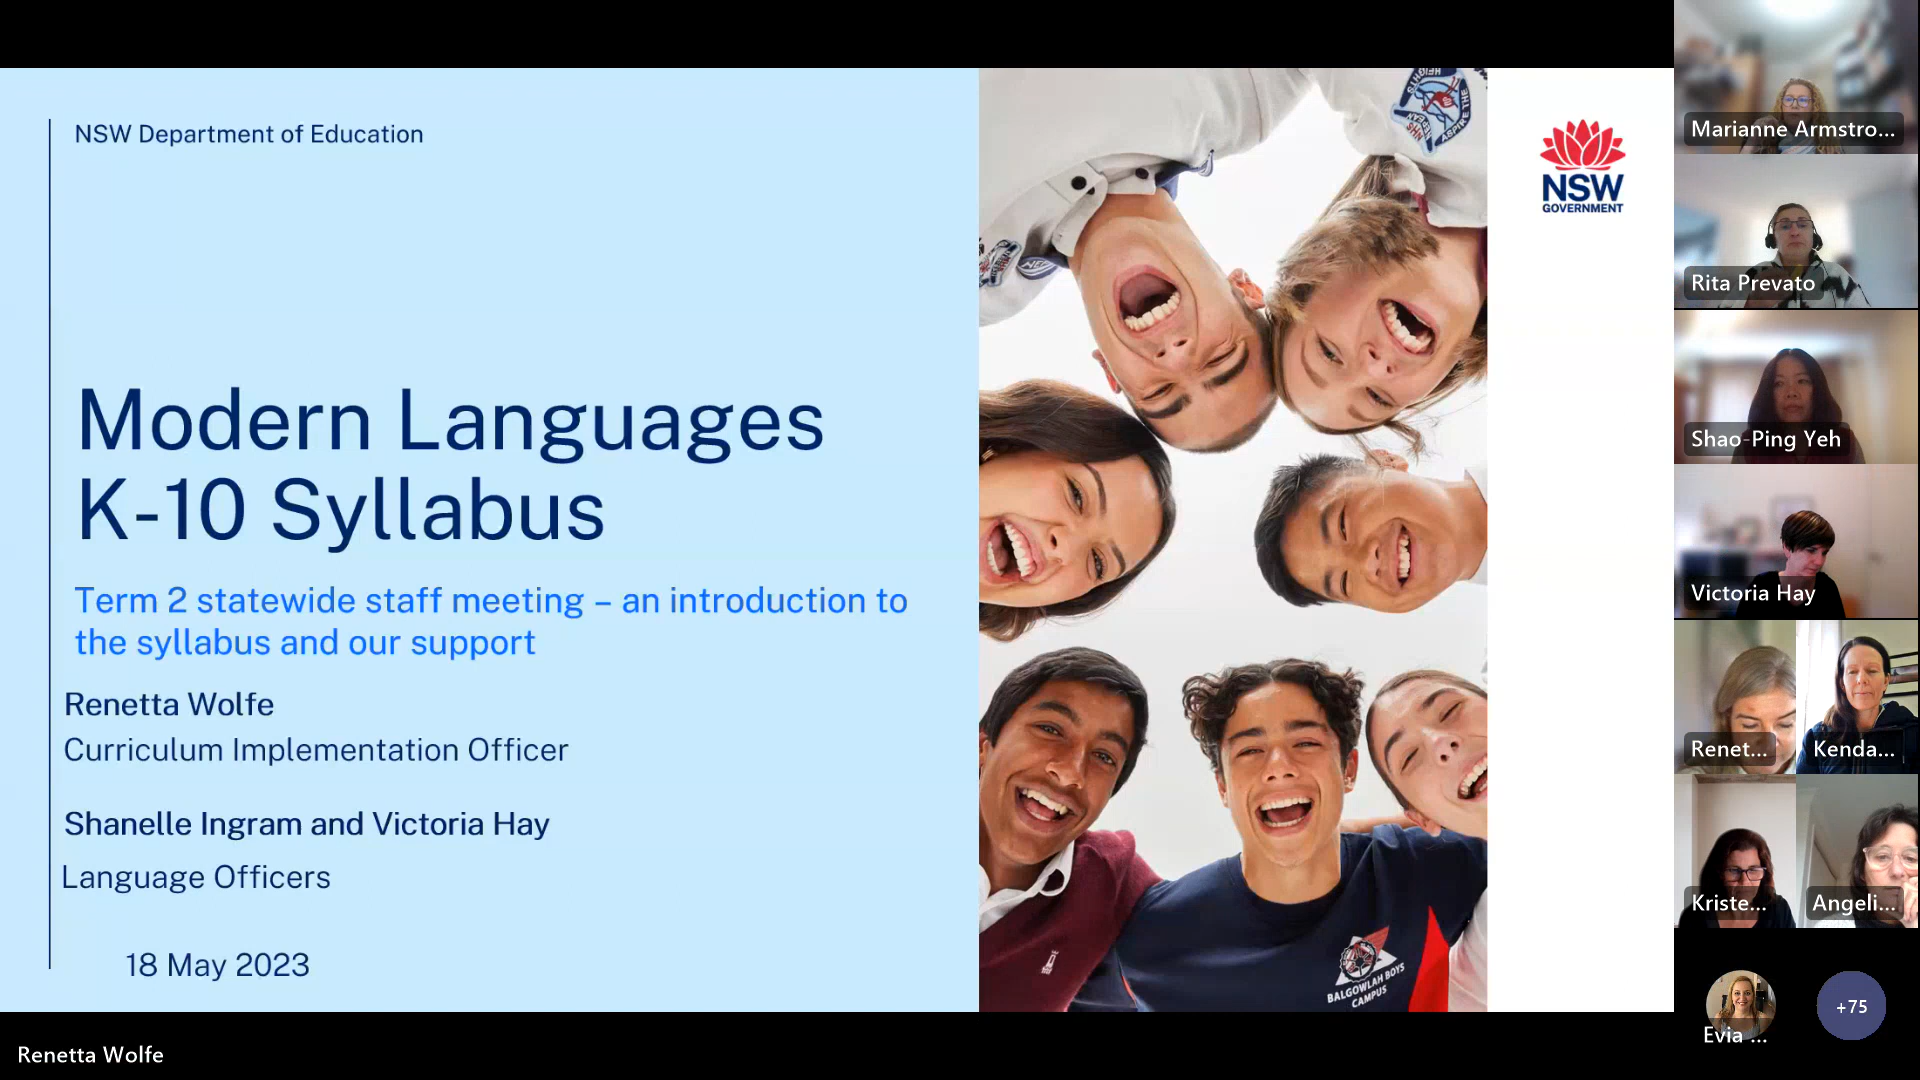 NSW Department of Education
Modern Languages
K-10 Syllabus
Term 2 statewide staff meeting – an introduction to
the syllabus and our support
Renetta Wolfe
Curriculum Implementation Officer
Shanelle Ingram and Victoria Hay
Language Officers
18 May 2023
HEIGHTS
ASPIRE THE
BALGOWLAH BOYS
CAMPUS
NSW
GOVERNMENT
Marianne Armstro...
Rita Prevato
Shao-Ping Yeh
Victoria Hay
Renet...
Kenda...
Kriste...
Angeli...
Evia ...
+75
Renetta Wolfe